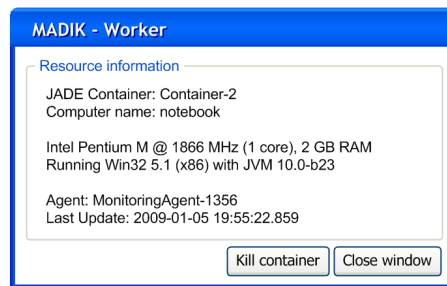 MADIK - Worker
Resource information
JADE Container: Container-2
Computer name: notebook
Intel Pentium M @ 1866 MHz (1 core), 2 GB RAM
Running Win32 5.1 (x86) with JVM 10.0-b23
Agent: MonitoringAgent-1356
Last Update: 2009-01-05 19:55:22.859
Kill container Close window